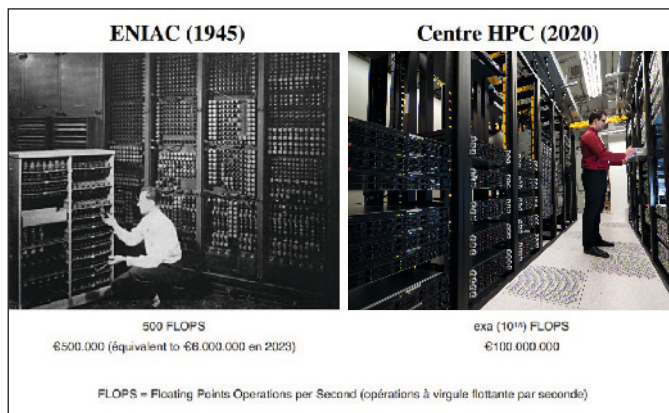 ENIAC (1945)
Centre HPC (2020)
500 FLOPS
€500.000 (équivalent to €6.000.000 en 2023)
exa (10¹⁸) FLOPS
€100.000.000
FLOPS = Floating Points Operations per Second (opérations à virgule flottante par seconde)